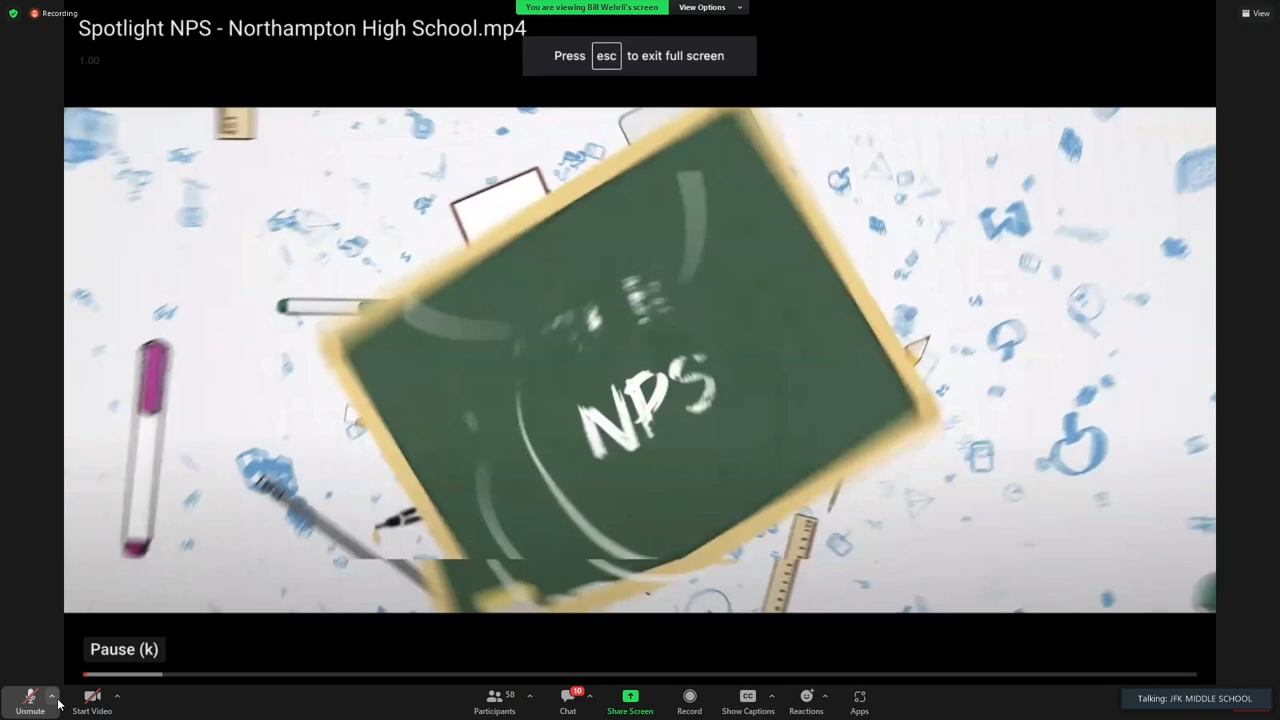 Recording
You are viewing Bill Wehrli's screen
View Options
View
Spotlight NPS - Northampton High School.mp4
1.00
Press esc to exit full screen
NPS
Pause (k)
Unmute
Start Video
58
Participants
10
Chat
Share Screen
Record
CC
Show Captions
Reactions
Apps
Talking: JFK MIDDLE SCHOOL